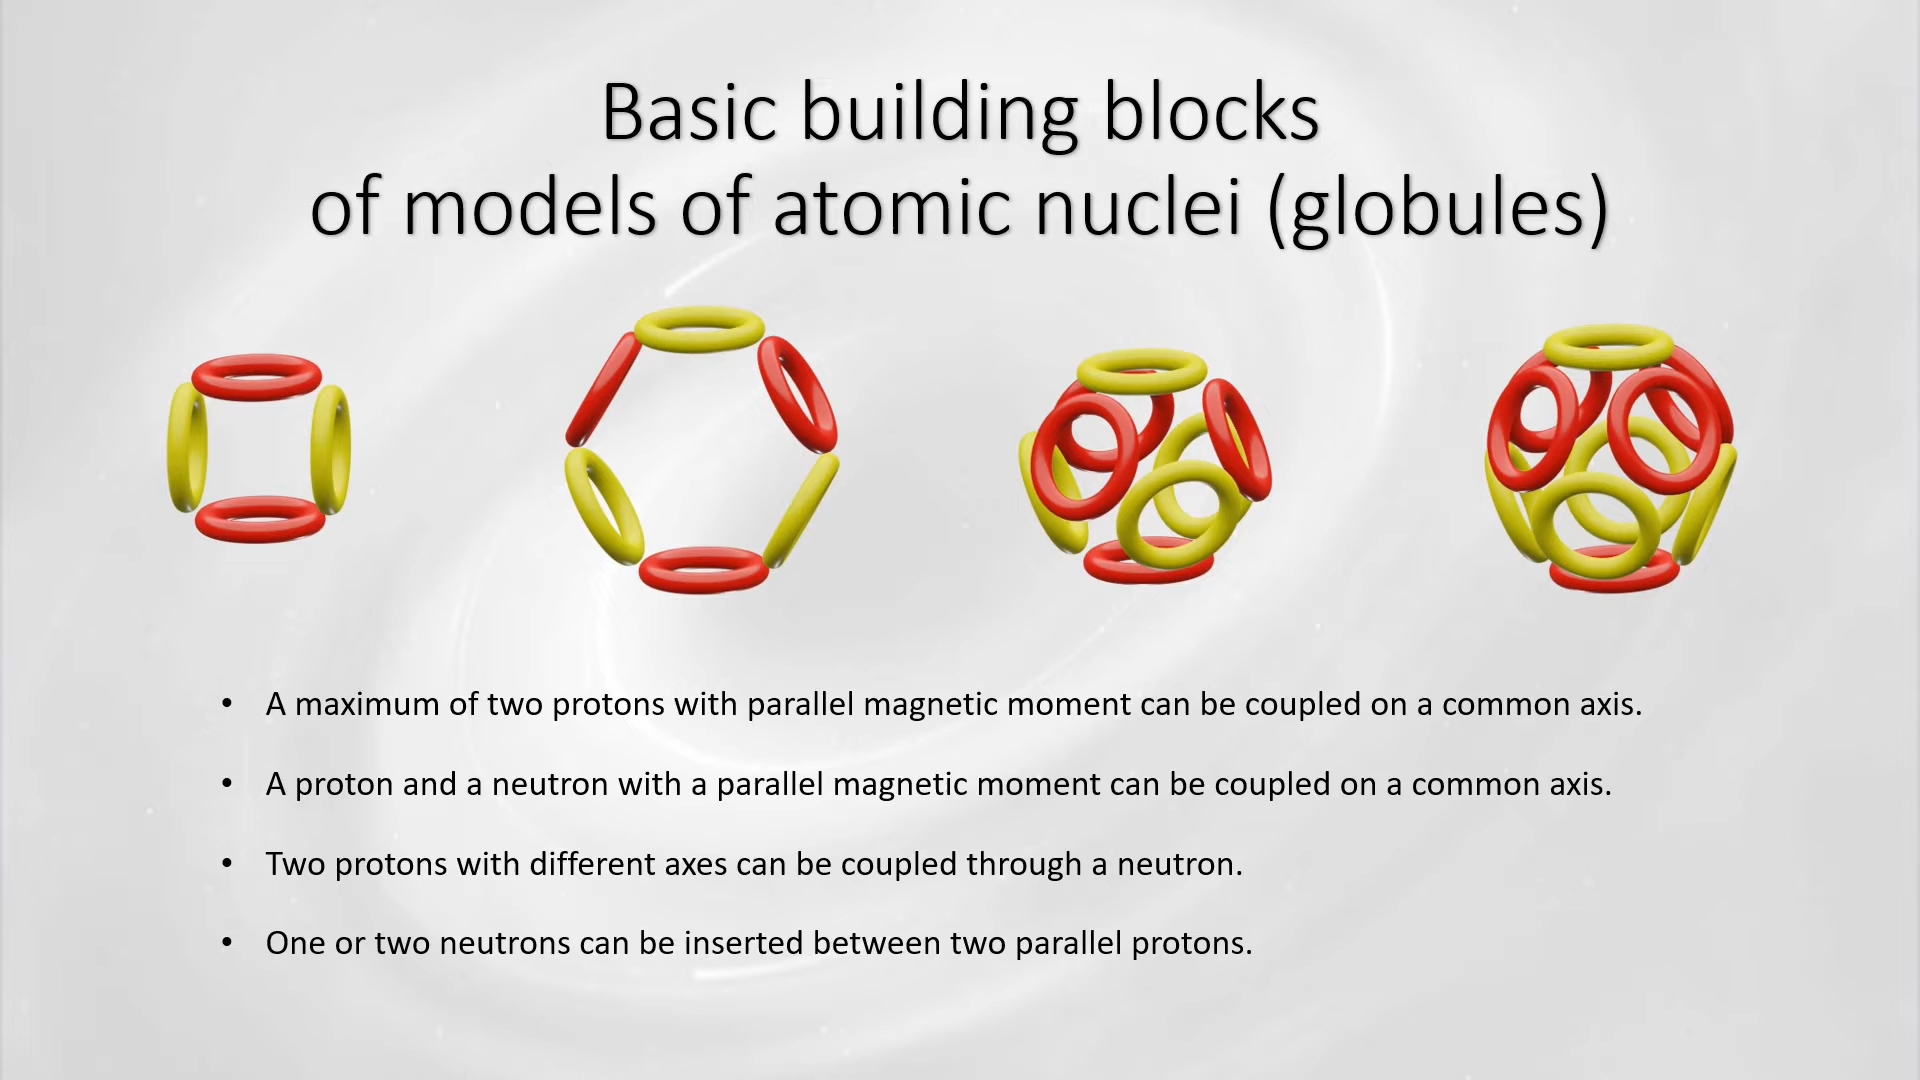 Basic building blocks
of models of atomic nuclei (globules)
• A maximum of two protons with parallel magnetic moment can be coupled on a common axis.
• A proton and a neutron with a parallel magnetic moment can be coupled on a common axis.
• Two protons with different axes can be coupled through a neutron.
• One or two neutrons can be inserted between two parallel protons.